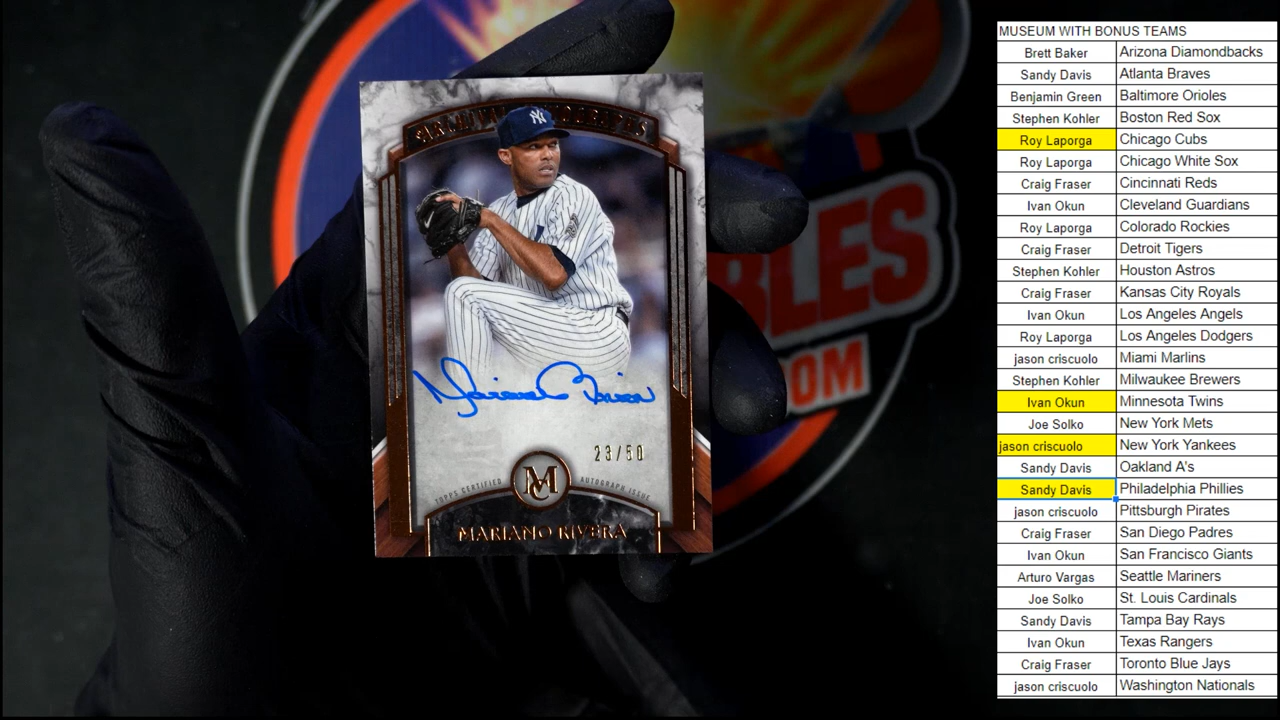 ARCHIVAL AUTOGRAPHS
NY
23/50
MC
TOPPS CERTIFIED AUTOGRAPH ISSUE
MARIANO RIVERA
BLES
OM
MUSEUM WITH BONUS TEAMS
Brett Baker Arizona Diamondbacks
Sandy Davis Atlanta Braves
Benjamin Green Baltimore Orioles
Stephen Kohler Boston Red Sox
Roy Laporga Chicago Cubs
Roy Laporga Chicago White Sox
Craig Fraser Cincinnati Reds
Ivan Okun Cleveland Guardians
Roy Laporga Colorado Rockies
Craig Fraser Detroit Tigers
Stephen Kohler Houston Astros
Craig Fraser Kansas City Royals
Ivan Okun Los Angeles Angels
Roy Laporga Los Angeles Dodgers
jason criscuolo Miami Marlins
Stephen Kohler Milwaukee Brewers
Ivan Okun Minnesota Twins
Joe Solko New York Mets
jason criscuolo New York Yankees
Sandy Davis Oakland A's
Sandy Davis Philadelphia Phillies
jason criscuolo Pittsburgh Pirates
Craig Fraser San Diego Padres
Ivan Okun San Francisco Giants
Arturo Vargas Seattle Mariners
Joe Solko St. Louis Cardinals
Sandy Davis Tampa Bay Rays
Ivan Okun Texas Rangers
Craig Fraser Toronto Blue Jays
jason criscuolo Washington Nationals